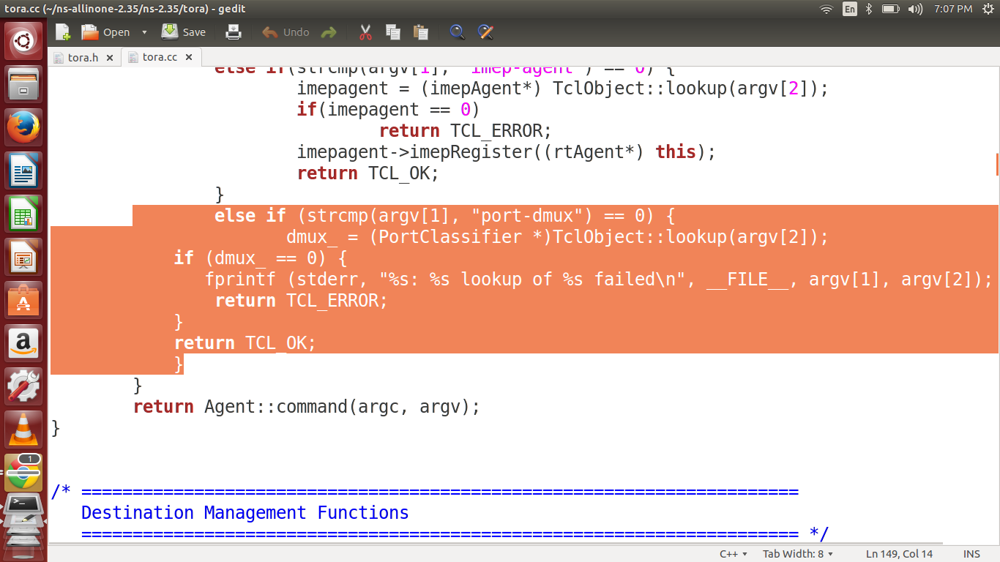 tora.cc (~/ns-allinone-2.35/ns-2.35/tora) - gedit
En
7:07 PM
Open
Save
Undo
tora.h ×
tora.cc ×
else if(strcmp(argv[1], "imep-agent") == 0) {
imepagent = (imepAgent*) TclObject::lookup(argv[2]);
if(imepagent == 0)
return TCL_ERROR;
imepagent->imepRegister((rtAgent*) this);
return TCL_OK;
}
else if (strcmp(argv[1], "port-dmux") == 0) {
dmux_ = (PortClassifier *)TclObject::lookup(argv[2]);
if (dmux_ == 0) {
fprintf (stderr, "%s: %s lookup of %s failed\n", __FILE__, argv[1], argv[2]);
return TCL_ERROR;
}
return TCL_OK;
}
}
return Agent::command(argc, argv);
}
/* ======================================================================
Destination Management Functions
====================================================================== */
C++
Tab Width: 8
Ln 149, Col 14
INS
A
a
1
>_